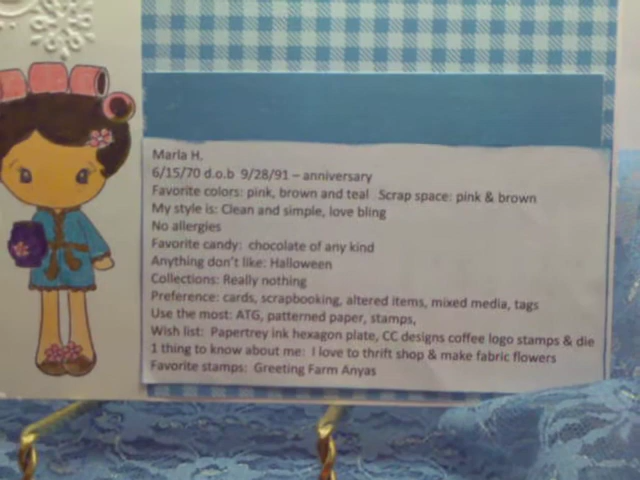 Marla H.
6/15/70 d.o.b 9/28/91 – anniversary
Favorite colors: pink, brown and teal Scrap space: pink & brown
My style is: Clean and simple, love bling
No allergies
Favorite candy: chocolate of any kind
Anything don't like: Halloween
Collections: Really nothing
Preference: cards, scrapbooking, altered items, mixed media, tags
Use the most: ATG, patterned paper, stamps,
Wish list: Papertrey ink hexagon plate, CC designs coffee logo stamps & die
1 thing to know about me: I love to thrift shop & make fabric flowers
Favorite stamps: Greeting Farm Anyas